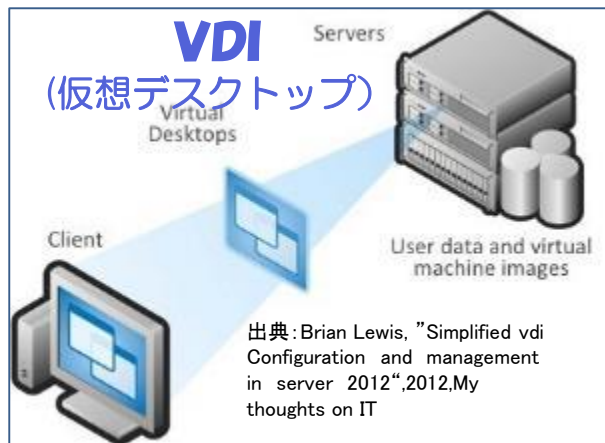 VDI
(仮想デスクトップ)
Servers
Virtual
Desktops
Client
User data and virtual
machine images
出典:Brian Lewis, ”Simplified vdi
Configuration and management
in server 2012“,2012,My
thoughts on IT